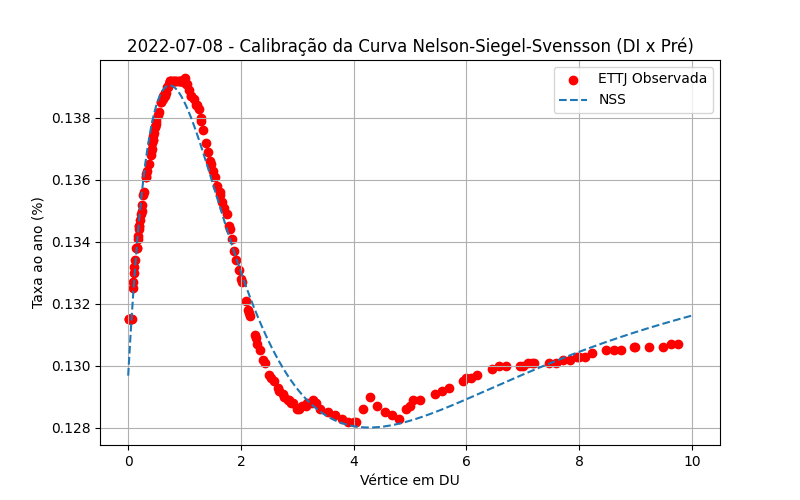 2022-07-08 - Calibração da Curva Nelson-Siegel-Svensson (DI x Pré)
ETTJ Observada
NSS
Taxa ao ano (%)
0.138
0.136
0.134
0.132
0.130
0.128
0 2 4 6 8 10
Vértice em DU